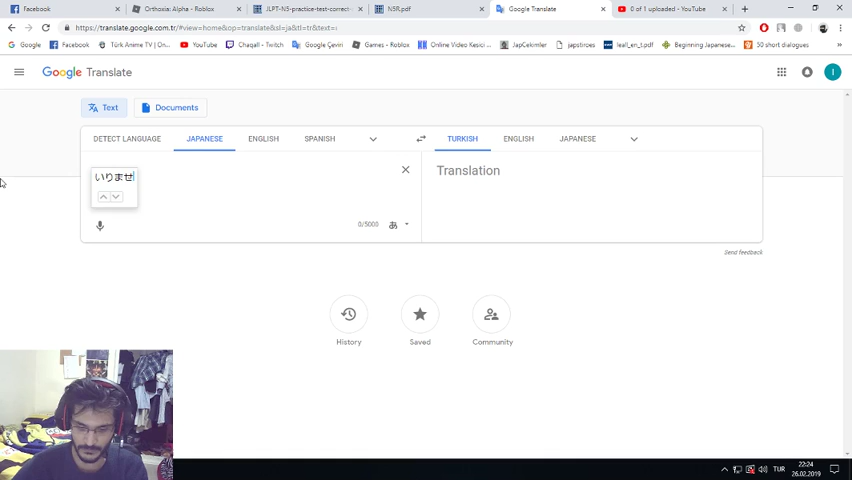 Facebook
Orthoxia: Alpha - Roblox
JLPT-N5-practice-test-correct-
N5R.pdf
Google Translate
0 of 1 uploaded - YouTube
https://translate.google.com.tr/#view=home&op=translate&sl=ja&tl=tr&text=i
Google
Facebook
Türk Anime TV | On...
YouTube
Chaqall - Twitch
Google Çeviri
Games - Roblox
Online Video Kesici ...
JapCekimler
japstiroes
leall_en_t.pdf
Beginning Japanese...
50 short dialogues
Google Translate
Text
Documents
DETECT LANGUAGE
JAPANESE
ENGLISH
SPANISH
TURKISH
ENGLISH
JAPANESE
いりませ
Translation
0/5000
あ
Send feedback
History
Saved
Community
TUR
22:24
26.02.2019